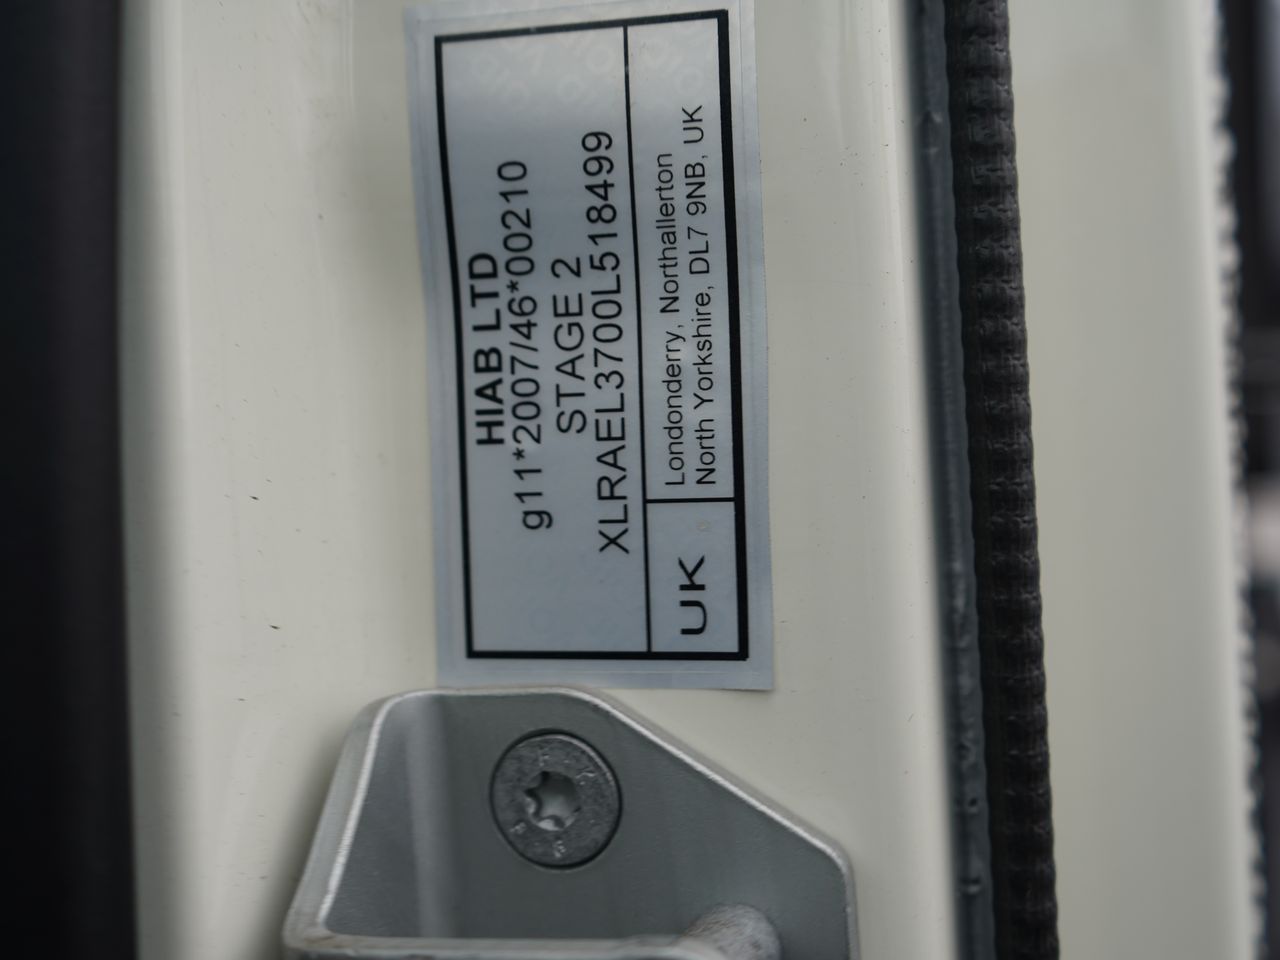 HIAB LTD
g11*2007/46*00210
STAGE 2
XLRAEL3700L518499
UK
Londonderry, Northallerton
North Yorkshire, DL7 9NB, UK